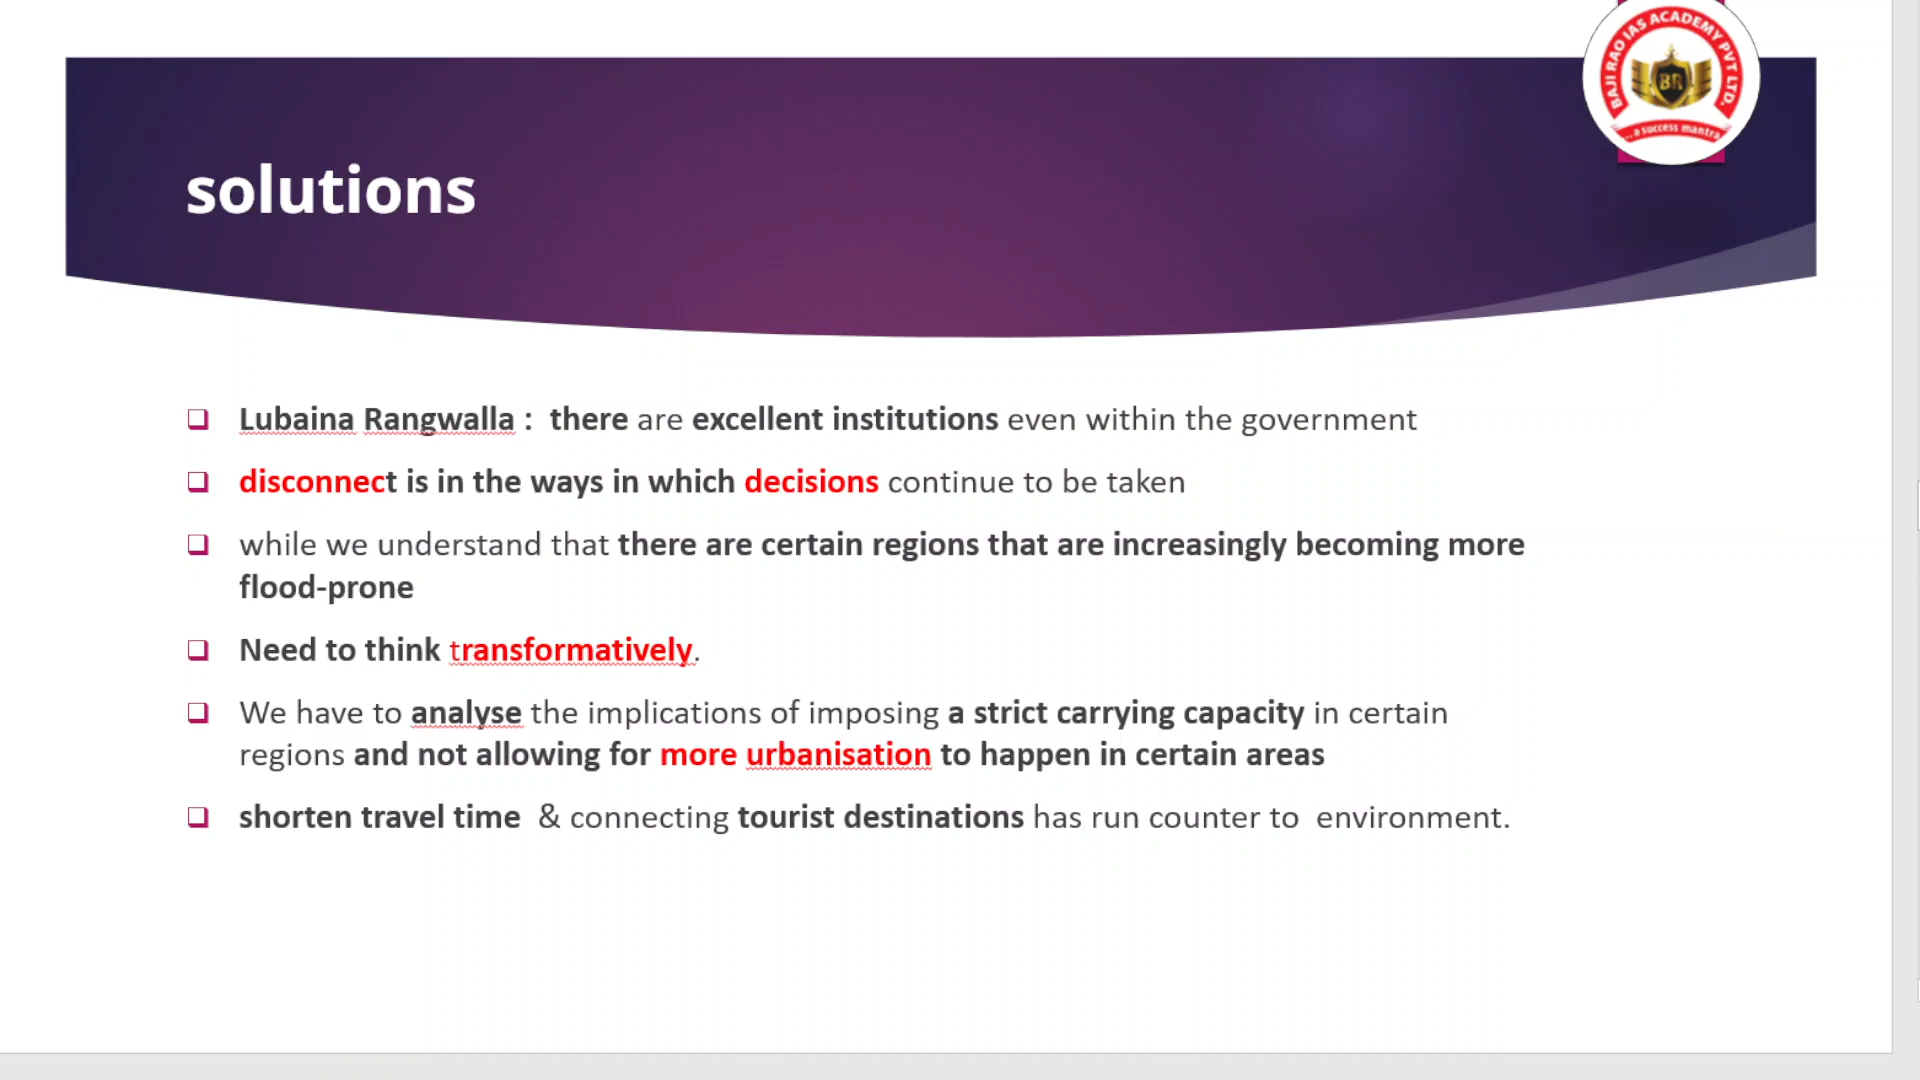 BAJI RAO IAS ACADEMY PVT LTD.
BR
...a success mantra
solutions
Lubaina Rangwalla : there are excellent institutions even within the government
disconnect is in the ways in which decisions continue to be taken
while we understand that there are certain regions that are increasingly becoming more
flood-prone
Need to think transformatively.
We have to analyse the implications of imposing a strict carrying capacity in certain
regions and not allowing for more urbanisation to happen in certain areas
shorten travel time & connecting tourist destinations has run counter to environment.